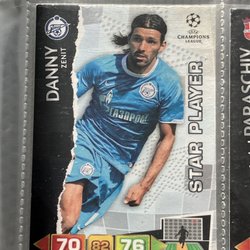 DANNY
ZENIT
UEFA
CHAMPIONS
LEAGUE
ГАЗПРОМ
STAR PLAYER
70 82 76